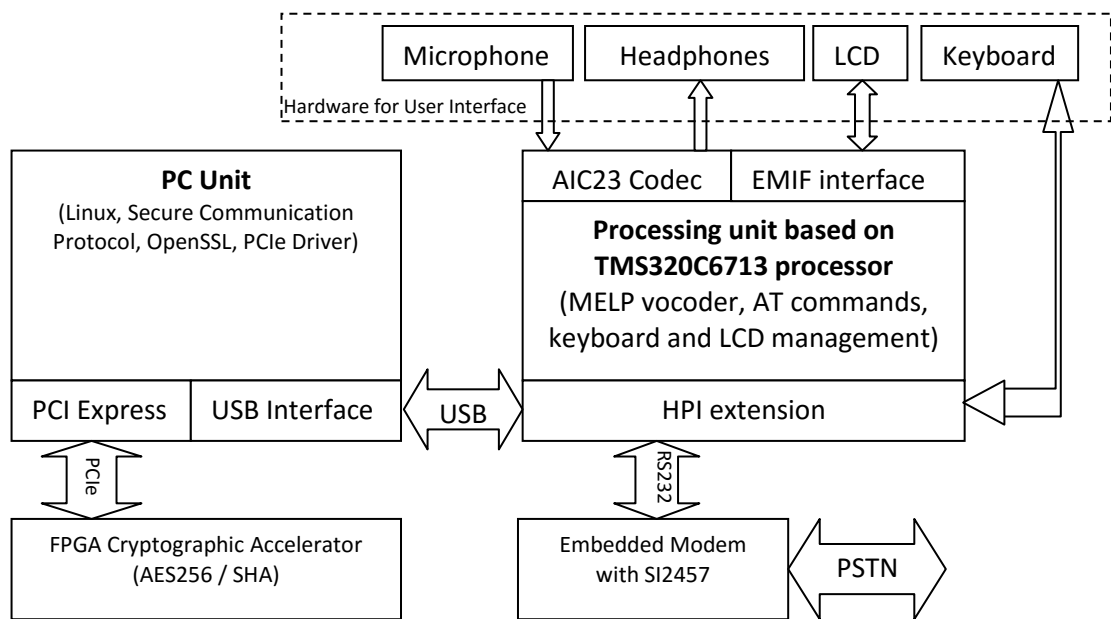 Microphone
Headphones
LCD
Keyboard
Hardware for User Interface
PC Unit
(Linux, Secure Communication
Protocol, OpenSSL, PCIe Driver)
AIC23 Codec
EMIF interface
Processing unit based on
TMS320C6713 processor
(MELP vocoder, AT commands,
keyboard and LCD management)
PCI Express
USB Interface
USB
HPI extension
PCIe
RS232
FPGA Cryptographic Accelerator
(AES256 / SHA)
Embedded Modem
with SI2457
PSTN